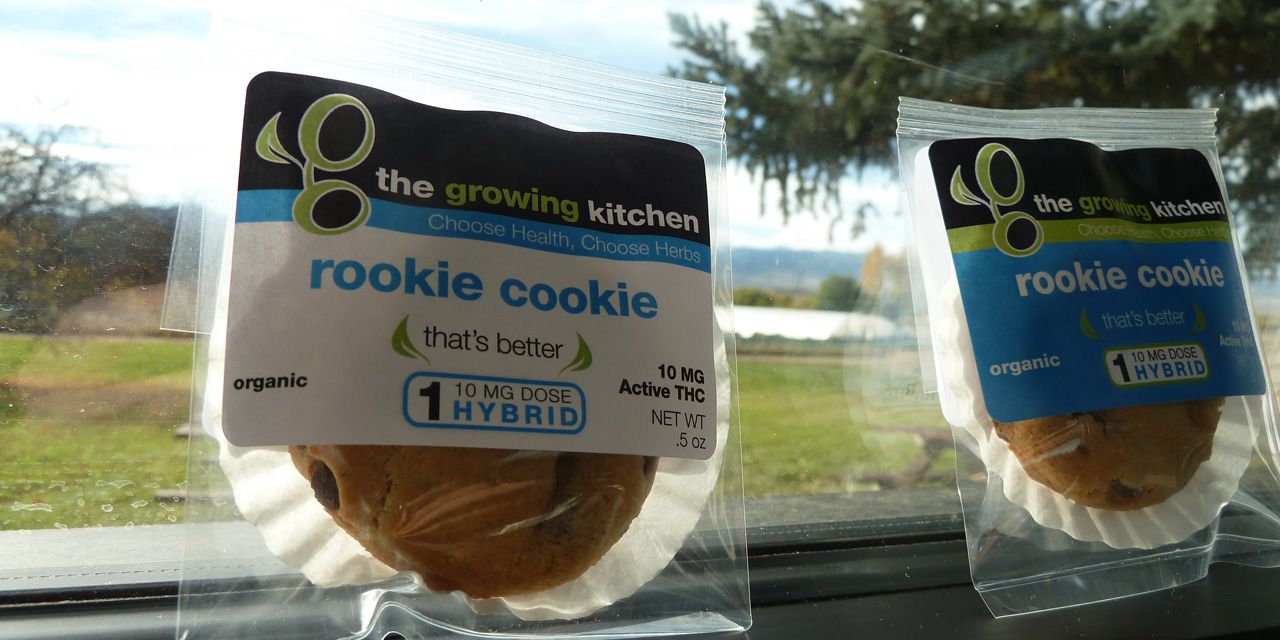 the growing kitchen
Choose Health, Choose Herbs
rookie cookie
that's better
organic
1 10 MG DOSE
HYBRID
10 MG
Active THC
NET WT
.5 oz
the growing kitchen
Choose Health, Choose Herbs
rookie cookie
that's better
organic
1 10 MG DOSE
HYBRID
10 MG
Active THC